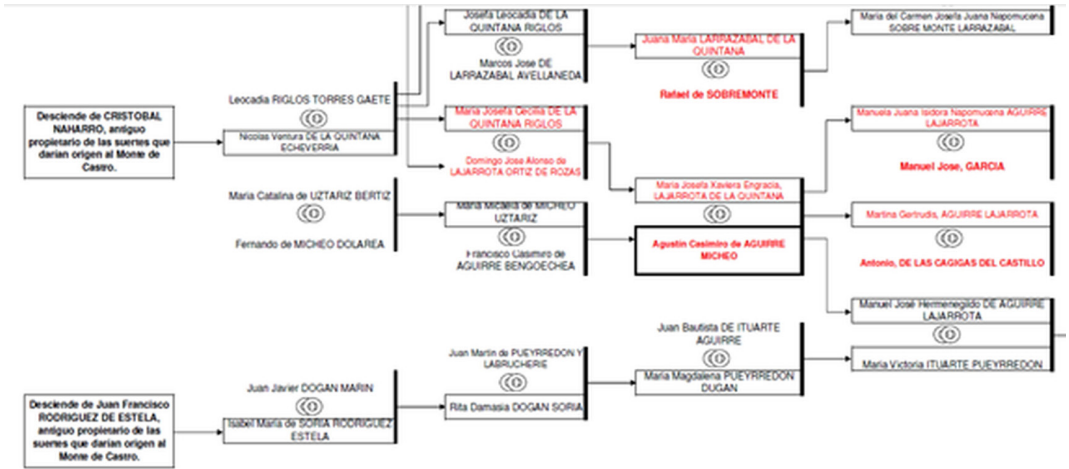 Desciende de CRISTOBAL
NAHARRO, antiguo
propietario de las suertes que
darían origen al Monte de
Castro.
Desciende de Juan Francisco
RODRIGUEZ DE ESTELA,
antiguo propietario de las
suertes que darían origen al
Monte de Castro.
Leocadia RIGLOS TORRES GAETE
Nicolas Ventura DE LA QUINTANA
ECHEVERRIA
Maria Catalina de UZTARIZ BERTIZ
Fernando de MICHEO DOLAREA
Juan Javier DOGAN MARIN
Isabel Maria de SORIA RODRIGUEZ
ESTELA
Josefa Leocadia DE LA
QUINTANA RIGLOS
Marcos Jose DE
LARRAZABAL AVELLANEDA
Maria Josefa Cecilia DE LA
QUINTANA RIGLOS
Domingo Jose Alonso de
LAJARROTA ORTIZ DE ROZAS
Maria Micaela de MICHEO
UZTARIZ
Francisco Casimiro de
AGUIRRE BENGOECHEA
Juan Martin de PUEYRREDON Y
LABRUCHERIE
Rita Damasia DOGAN SORIA
Juana Maria LARRAZABAL DE LA
QUINTANA
Rafael de SOBREMONTE
Maria Josefa Xaviera Engracia,
LAJARROTA DE LA QUINTANA
Agustin Casimiro de AGUIRRE
MICHEO
Juan Bautista DE ITUARTE
AGUIRRE
Maria Magdalena PUEYRREDON
DUGAN
Maria del Carmen Josefa Juana Nepomucena
SOBRE MONTE LARRAZABAL
Manuela Juana Isidora Napomucena AGUIRRE
LAJARROTA
Manuel Jose, GARCIA
Martina Gertrudis, AGUIRRE LAJARROTA
Antonio, DE LAS CAGIGAS DEL CASTILLO
Manuel José Hermenegildo DE AGUIRRE
LAJARROTA
Maria Victoria ITUARTE PUEYRREDON